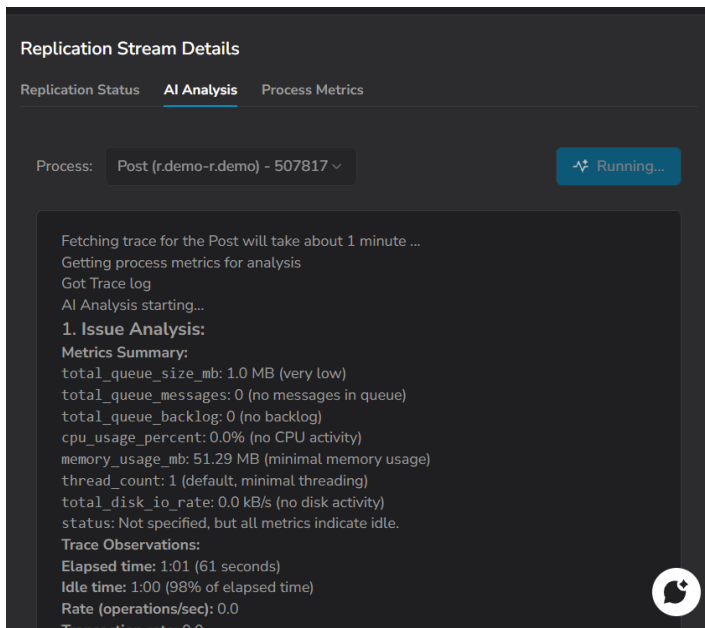 Replication Stream Details
Replication Status AI Analysis Process Metrics
Process: Post (r.demo-r.demo) - 507817 Running...
Fetching trace for the Post will take about 1 minute ...
Getting process metrics for analysis
Got Trace log
AI Analysis starting...
1. Issue Analysis:
Metrics Summary:
total_queue_size_mb: 1.0 MB (very low)
total_queue_messages: 0 (no messages in queue)
total_queue_backlog: 0 (no backlog)
cpu_usage_percent: 0.0% (no CPU activity)
memory_usage_mb: 51.29 MB (minimal memory usage)
thread_count: 1 (default, minimal threading)
total_disk_io_rate: 0.0 kB/s (no disk activity)
status: Not specified, but all metrics indicate idle.
Trace Observations:
Elapsed time: 1:01 (61 seconds)
Idle time: 1:00 (98% of elapsed time)
Rate (operations/sec): 0.0